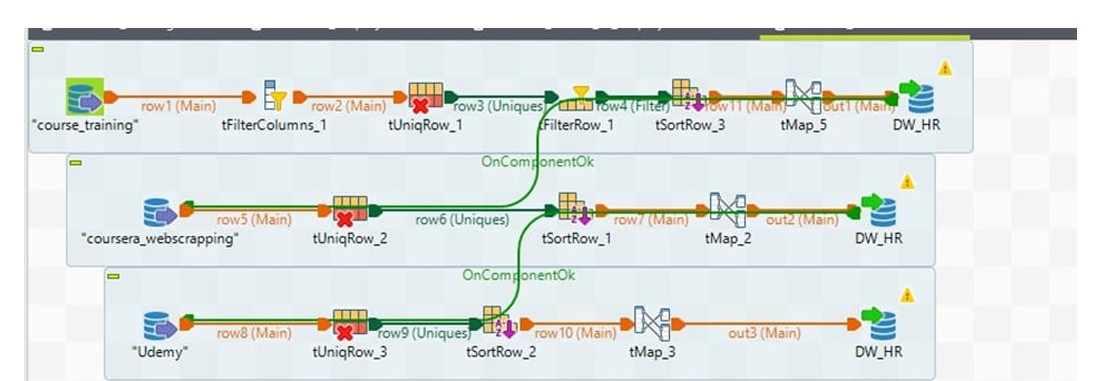 row1 (Main)
row2 (Main)
row3 (Uniques)
row4 (Filter)
row11 (Main)
out1 (Main)
"course_training"
tFilterColumns_1
tUniqRow_1
tFilterRow_1
tSortRow_3
tMap_5
DW_HR
OnComponentOk
row5 (Main)
row6 (Uniques)
row7 (Main)
out2 (Main)
"coursera_webscrapping"
tUniqRow_2
tSortRow_1
tMap_2
DW_HR
OnComponentOk
row8 (Main)
row9 (Uniques)
row10 (Main)
out3 (Main)
"Udemy"
tUniqRow_3
tSortRow_2
tMap_3
DW_HR